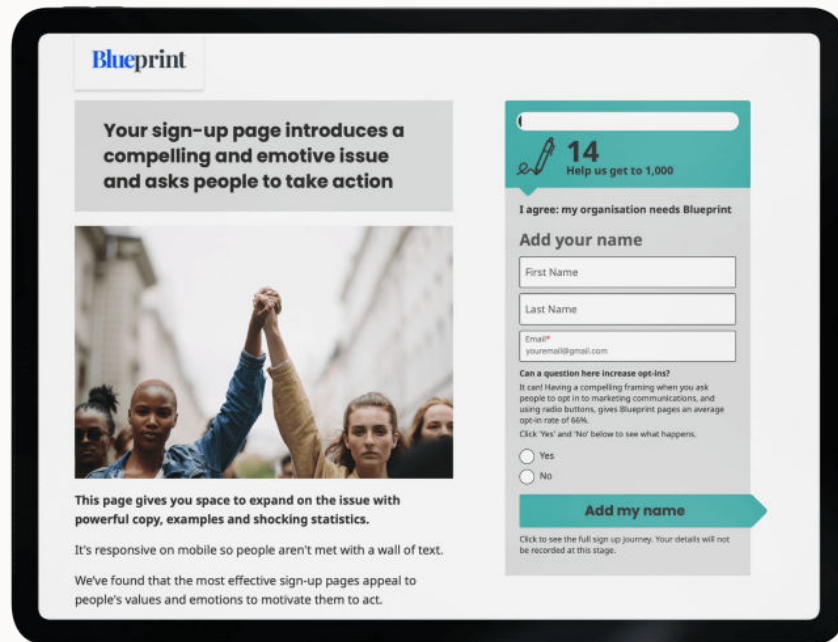 Blueprint
Your sign-up page introduces a
compelling and emotive issue
and asks people to take action
This page gives you space to expand on the issue with
powerful copy, examples and shocking statistics.
It's responsive on mobile so people aren't met with a wall of text.
We've found that the most effective sign-up pages appeal to
people's values and emotions to motivate them to act.
14
Help us get to 1,000
I agree: my organisation needs Blueprint
Add your name
First Name
Last Name
Email*
youremail@gmail.com
Can a question here increase opt-ins?
It can! Having a compelling framing when you ask
people to opt in to marketing communications, and
using radio buttons, gives Blueprint pages an average
opt-in rate of 66%.
Click 'Yes' and 'No' below to see what happens.
Yes
No
Add my name
Click to see the full sign up journey. Your details will not
be recorded at this stage.